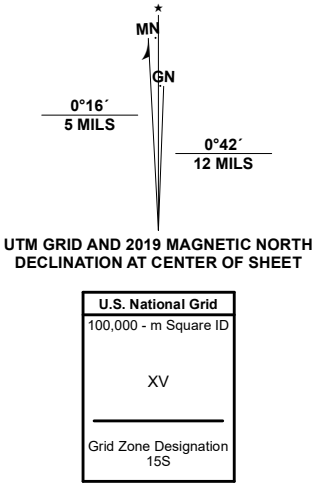 ★
MN
GN
0°16´
5 MILS
0°42´
12 MILS
UTM GRID AND 2019 MAGNETIC NORTH
DECLINATION AT CENTER OF SHEET
U.S. National Grid
100,000 - m Square ID
XV
Grid Zone Designation
15S